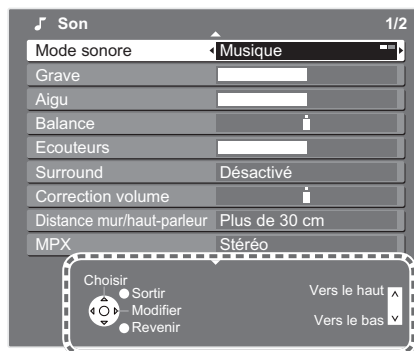 Son 1/2
Mode sonore Musique
Grave
Aigu
Balance
Ecouteurs
Surround Désactivé
Correction volume
Distance mur/haut-parleur Plus de 30 cm
MPX Stéréo
Choisir
Sortir
Modifier
Revenir
Vers le haut
Vers le bas